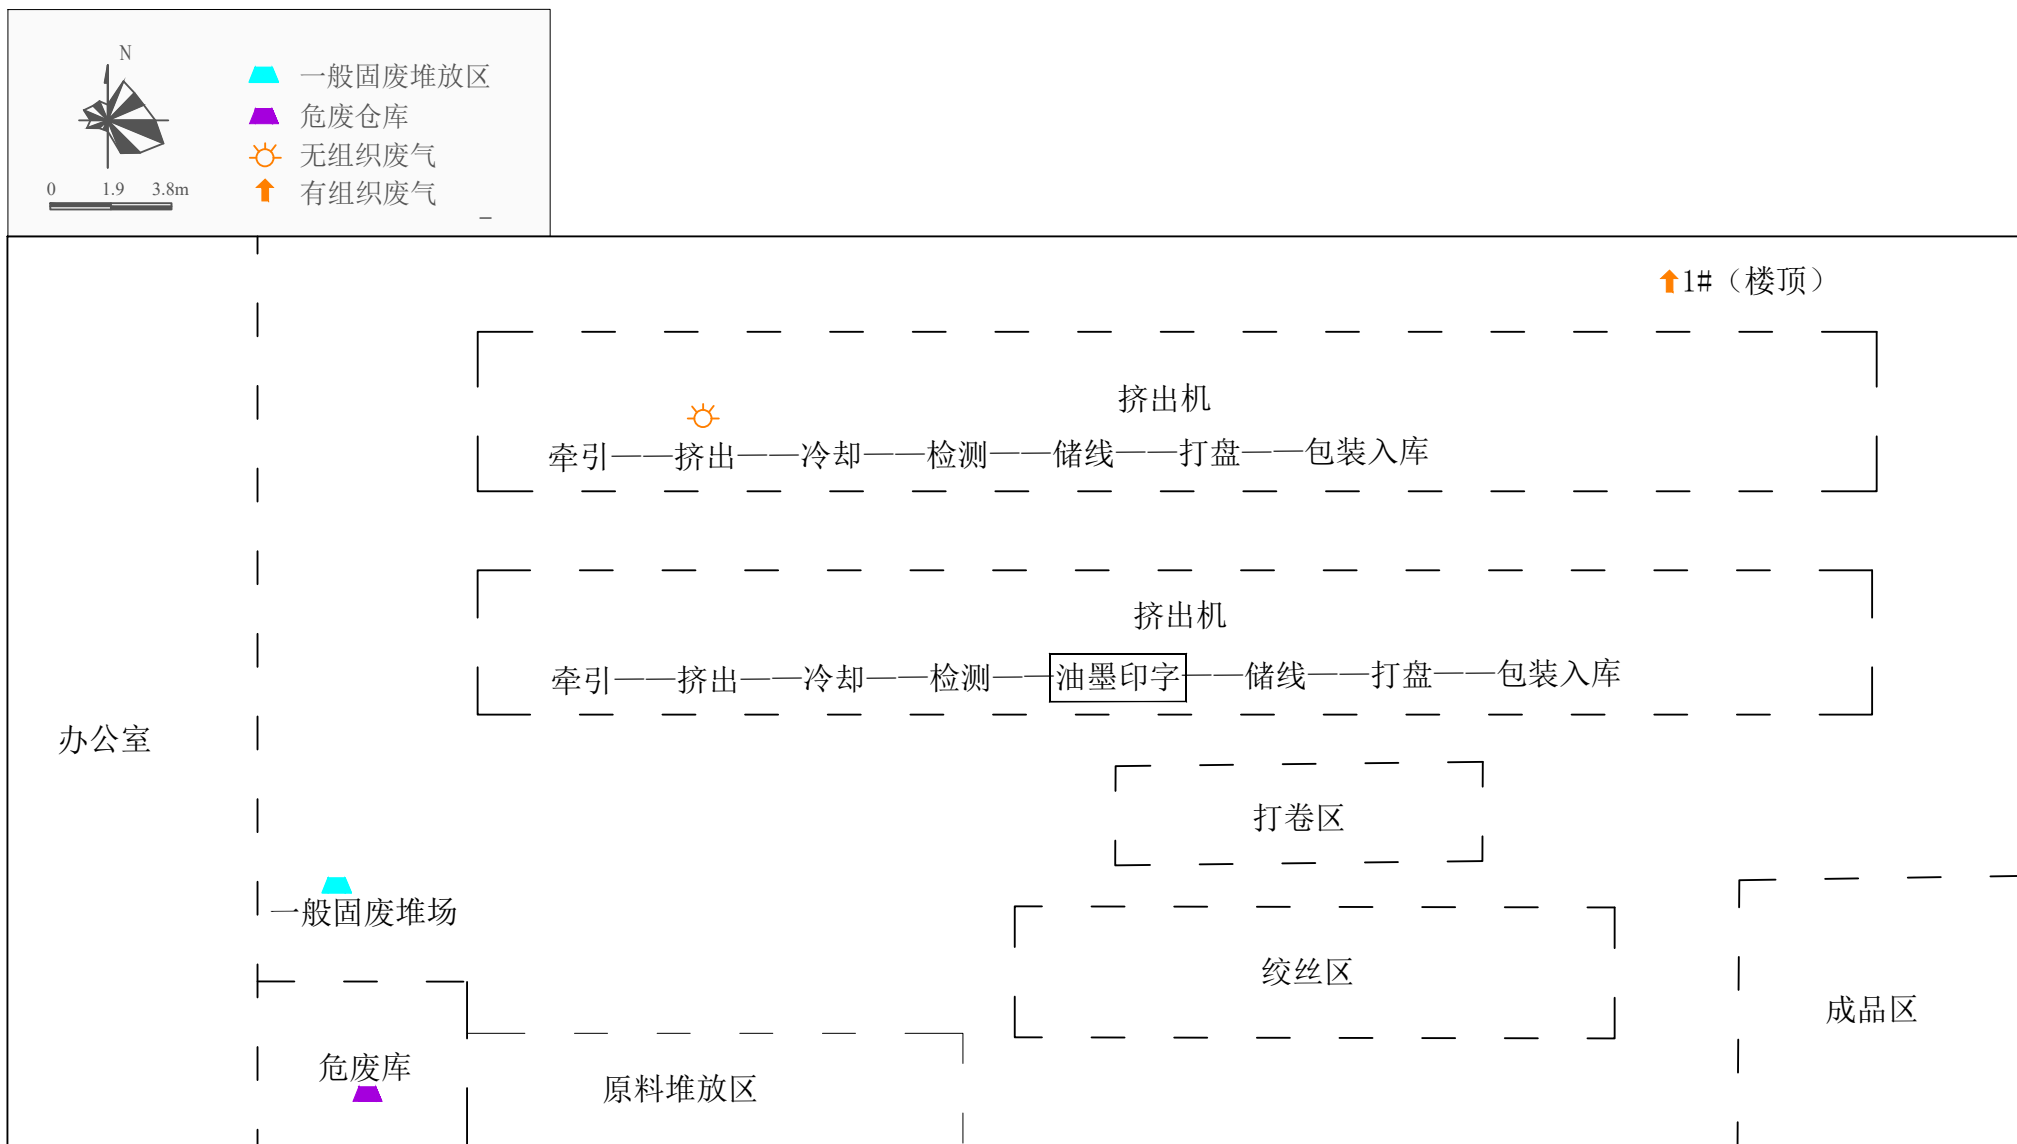 N
0 1.9 3.8m
一般固废堆放区
危废仓库
无组织废气
有组织废气
1#（楼顶）
挤出机
牵引——挤出——冷却——检测——储线——打盘——包装入库
挤出机
牵引——挤出——冷却——检测——油墨印字——储线——打盘——包装入库
办公室
打卷区
一般固废堆场
绞丝区
成品区
危废库
原料堆放区